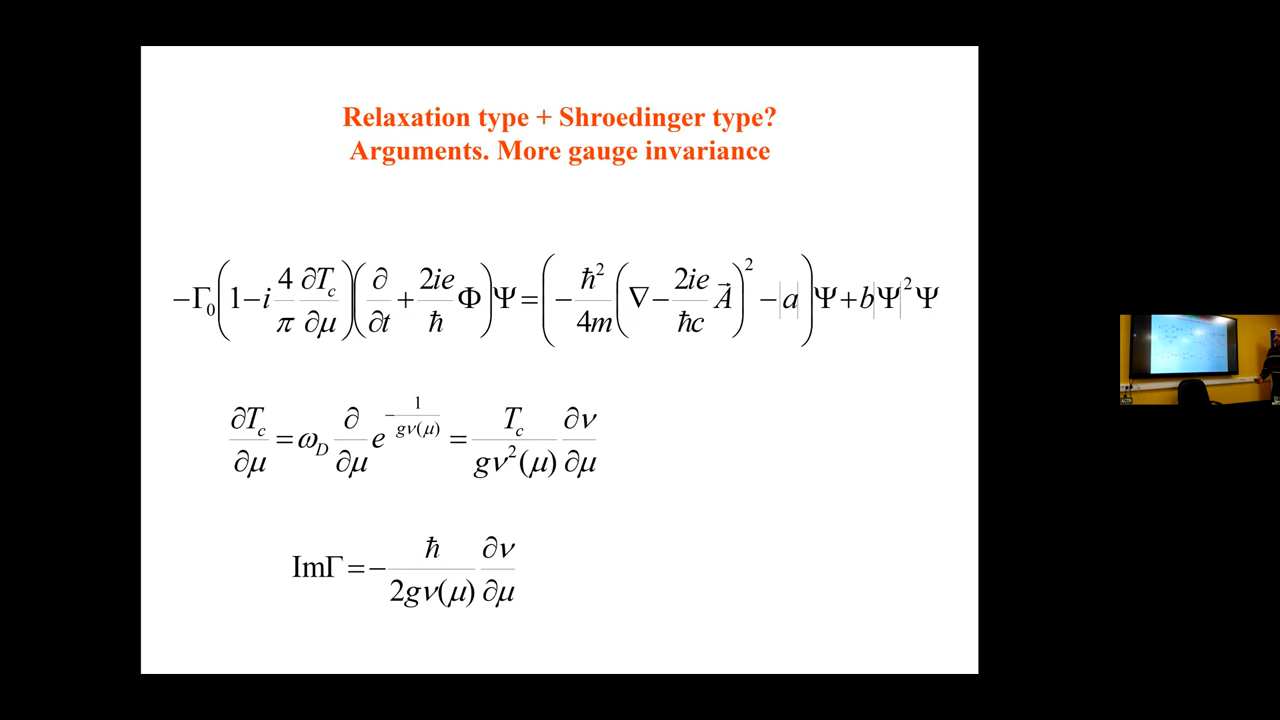 Relaxation type + Shroedinger type?
Arguments. More gauge invariance
−Γ₀(1−i 4/π ∂T_c/∂μ)(∂/∂t + 2ie/ħ Φ)Ψ = (−ħ²/4m (∇ − 2ie/ħc A⃗)² − |a|)Ψ + b|Ψ|²Ψ
∂T_c/∂μ = ω_D ∂/∂μ e^(−1/gν(μ)) = T_c/gν²(μ) ∂ν/∂μ
ImΓ = − ħ/2gν(μ) ∂ν/∂μ